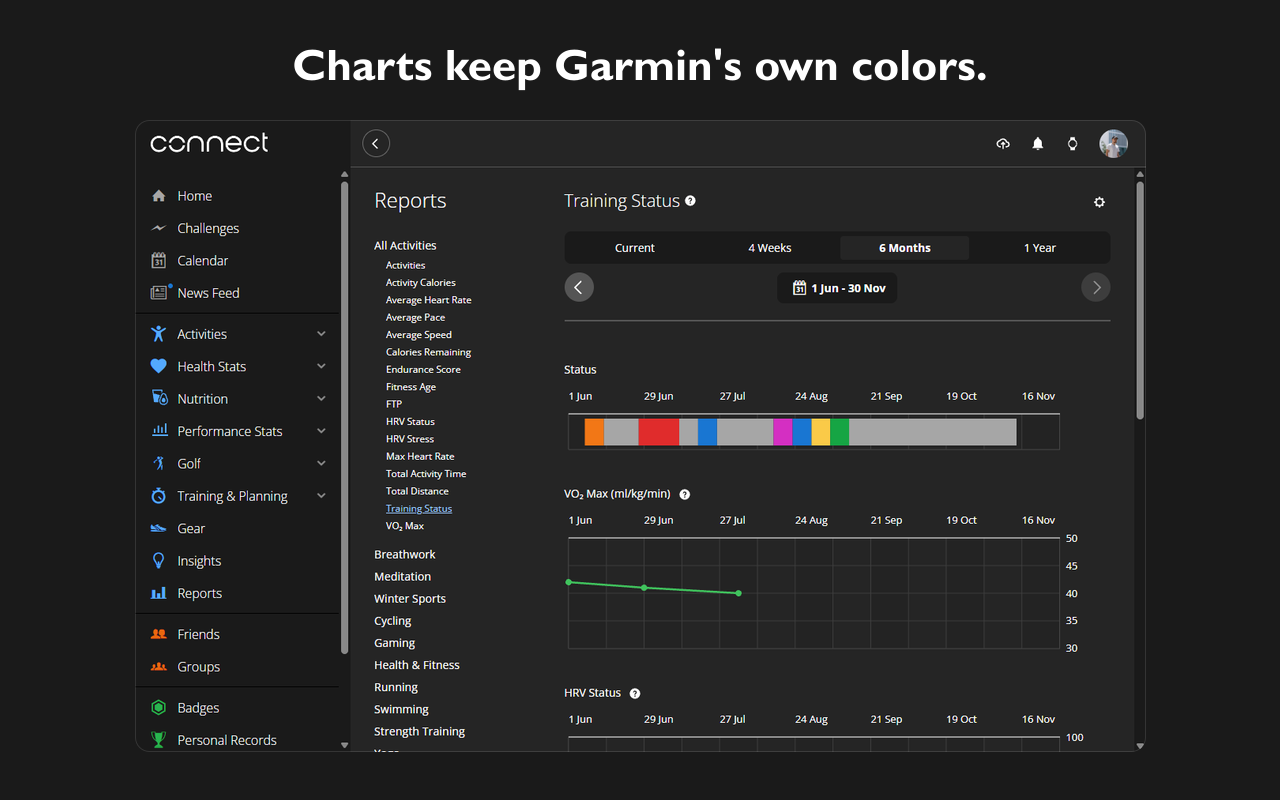 Charts keep Garmin's own colors.
connect
Home
Challenges
31 Calendar
News Feed
Activities
Health Stats
Nutrition
Performance Stats
Golf
Training & Planning
Gear
Insights
Reports
Friends
Groups
Badges
Personal Records
Reports
All Activities
Activities
Activity Calories
Average Heart Rate
Average Pace
Average Speed
Calories Remaining
Endurance Score
Fitness Age
FTP
HRV Status
HRV Stress
Max Heart Rate
Total Activity Time
Total Distance
Training Status
VO₂ Max
Breathwork
Meditation
Winter Sports
Cycling
Gaming
Health & Fitness
Running
Swimming
Strength Training
Yoga
Training Status ?
Current 4 Weeks 6 Months 1 Year
31 1 Jun - 30 Nov
Status
1 Jun 29 Jun 27 Jul 24 Aug 21 Sep 19 Oct 16 Nov
VO₂ Max (ml/kg/min) ?
1 Jun 29 Jun 27 Jul 24 Aug 21 Sep 19 Oct 16 Nov
50
45
40
35
30
HRV Status ?
1 Jun 29 Jun 27 Jul 24 Aug 21 Sep 19 Oct 16 Nov
100